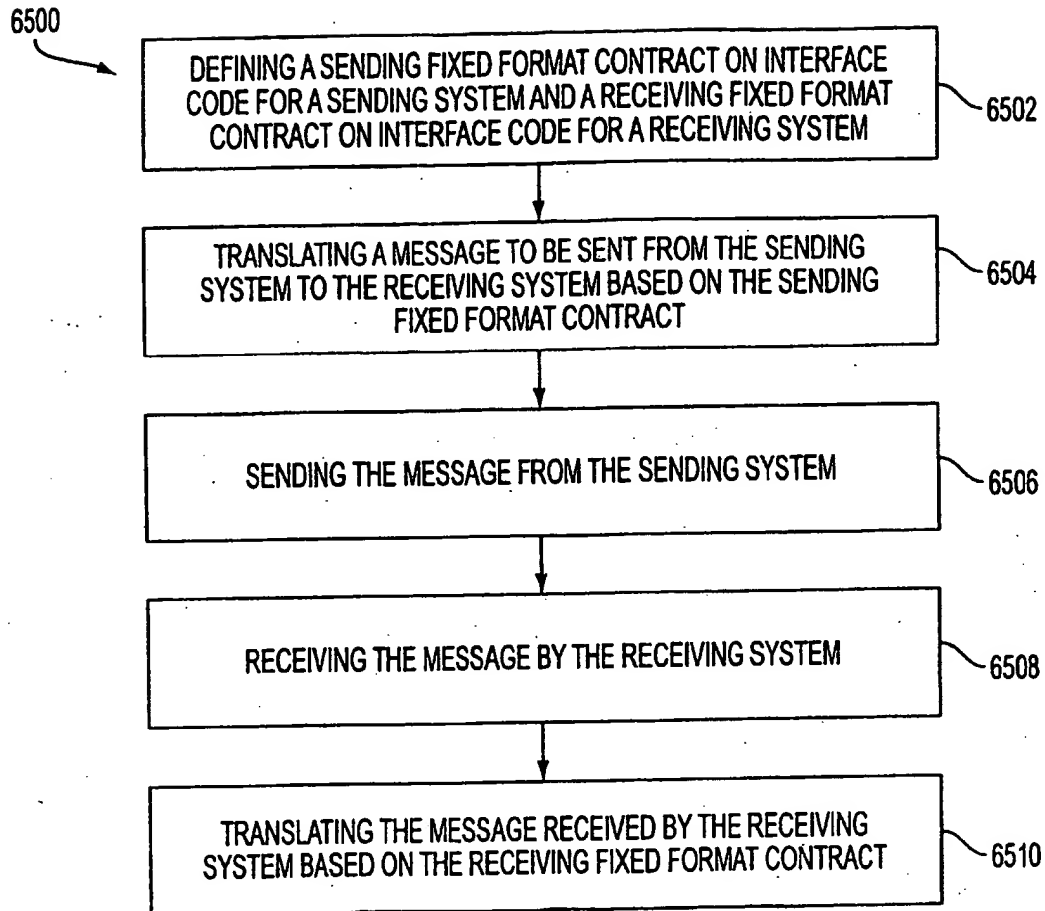 6500
DEFINING A SENDING FIXED FORMAT CONTRACT ON INTERFACE
CODE FOR A SENDING SYSTEM AND A RECEIVING FIXED FORMAT
CONTRACT ON INTERFACE CODE FOR A RECEIVING SYSTEM
6502
TRANSLATING A MESSAGE TO BE SENT FROM THE SENDING
SYSTEM TO THE RECEIVING SYSTEM BASED ON THE SENDING
FIXED FORMAT CONTRACT
6504
SENDING THE MESSAGE FROM THE SENDING SYSTEM
6506
RECEIVING THE MESSAGE BY THE RECEIVING SYSTEM
6508
TRANSLATING THE MESSAGE RECEIVED BY THE RECEIVING
SYSTEM BASED ON THE RECEIVING FIXED FORMAT CONTRACT
6510